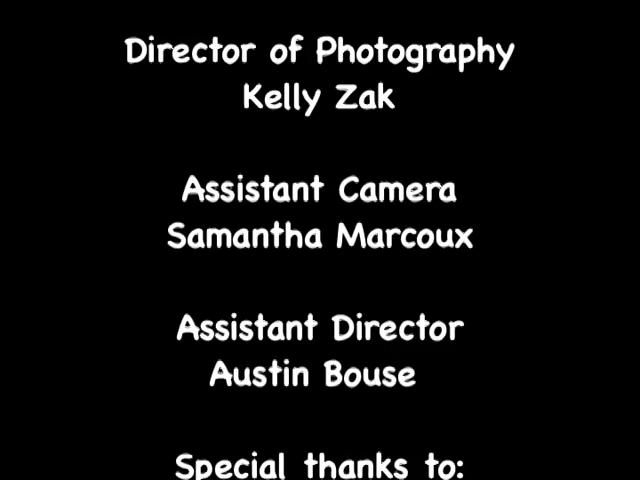 Director of Photography
Kelly Zak
Assistant Camera
Samantha Marcoux
Assistant Director
Austin Bouse
Special thanks to: